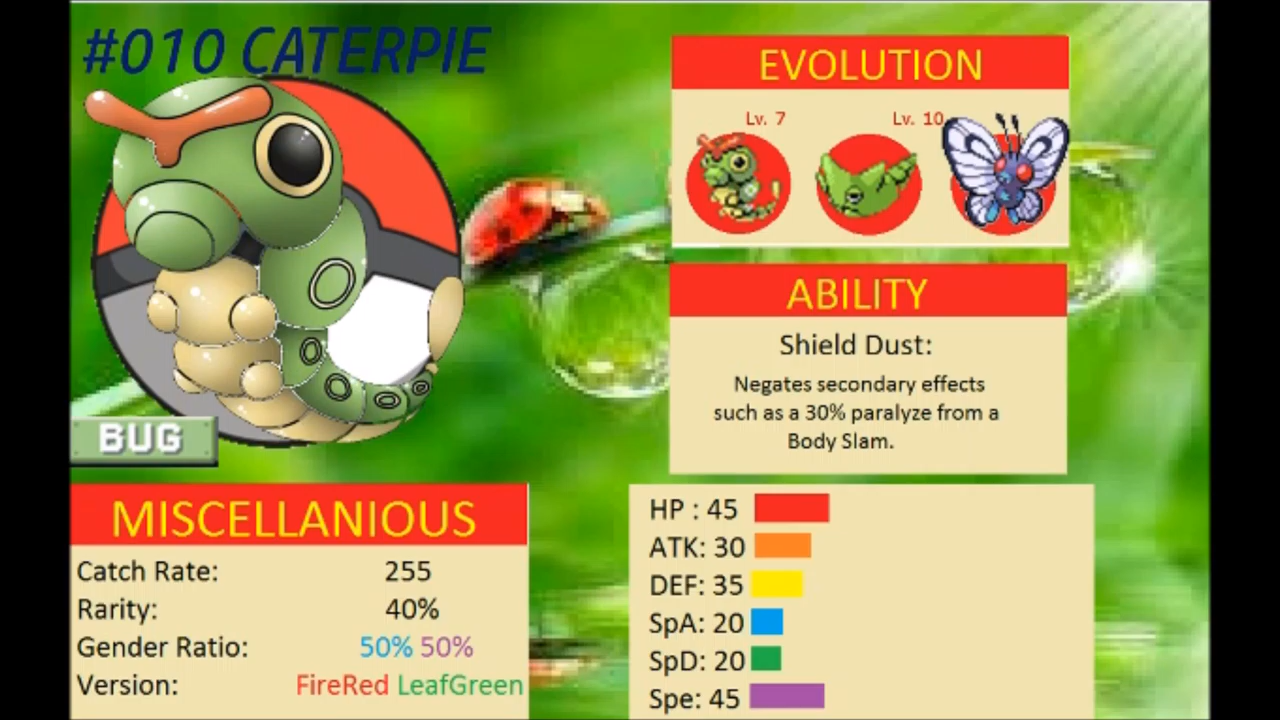 #010 CATERPIE
BUG
EVOLUTION
Lv. 7
Lv. 10
ABILITY
Shield Dust:
Negates secondary effects
such as a 30% paralyze from a
Body Slam.
MISCELLANIOUS
Catch Rate: 255
Rarity: 40%
Gender Ratio: 50% 50%
Version: FireRed LeafGreen
HP : 45
ATK: 30
DEF: 35
SpA: 20
SpD: 20
Spe: 45